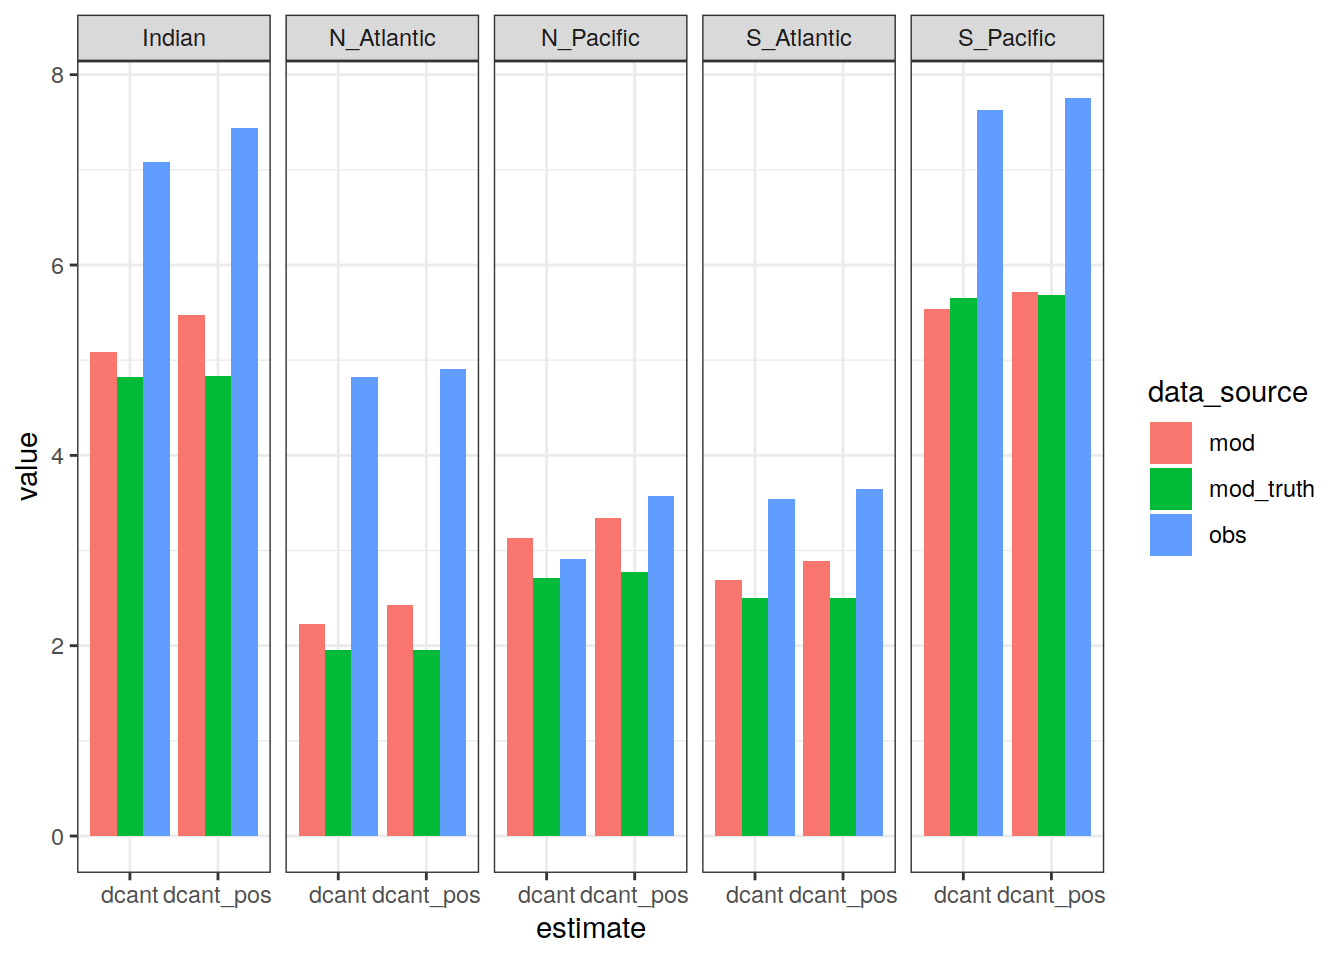 Indian N_Atlantic N_Pacific S_Atlantic S_Pacific
8
6
4
2
0
value
dcant dcant_pos dcant dcant_pos dcant dcant_pos dcant dcant_pos dcant dcant_pos
estimate
data_source
mod
mod_truth
obs